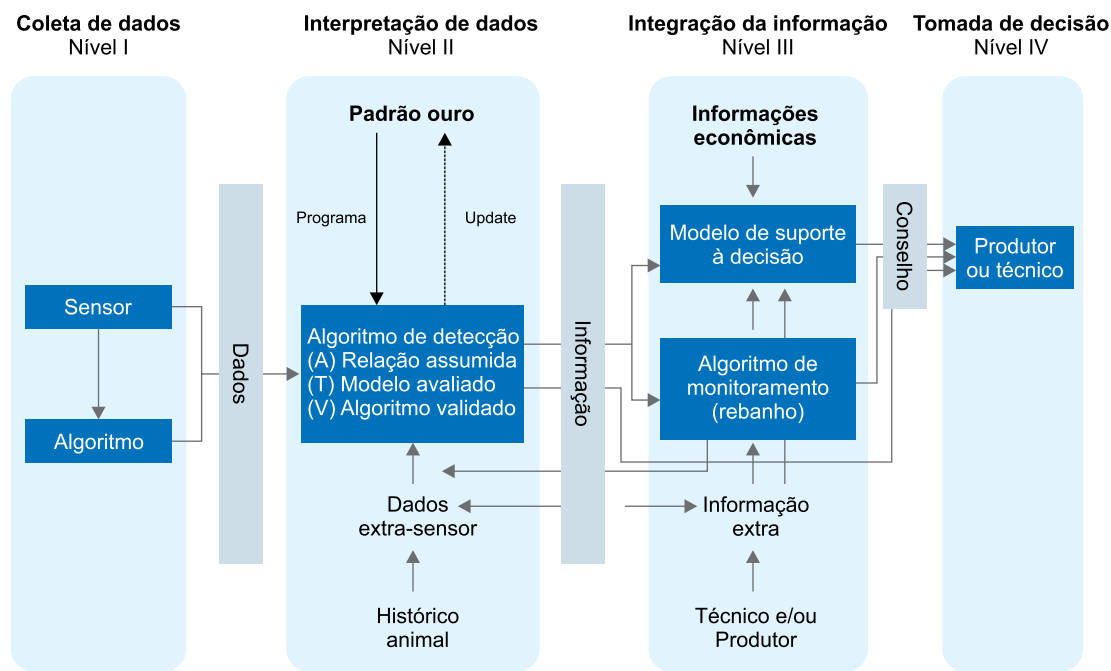 Coleta de dados
Nível I
Interpretação de dados
Nível II
Integração da informação
Nível III
Tomada de decisão
Nível IV
Sensor
Algoritmo
Dados
Padrão ouro
Programa
Update
Algoritmo de detecção
(A) Relação assumida
(T) Modelo avaliado
(V) Algoritmo validado
Dados
extra-sensor
Histórico
animal
Informação
Informações
econômicas
Modelo de suporte
à decisão
Algoritmo de
monitoramento
(rebanho)
Informação
extra
Técnico e/ou
Produtor
Conselho
Produtor
ou técnico